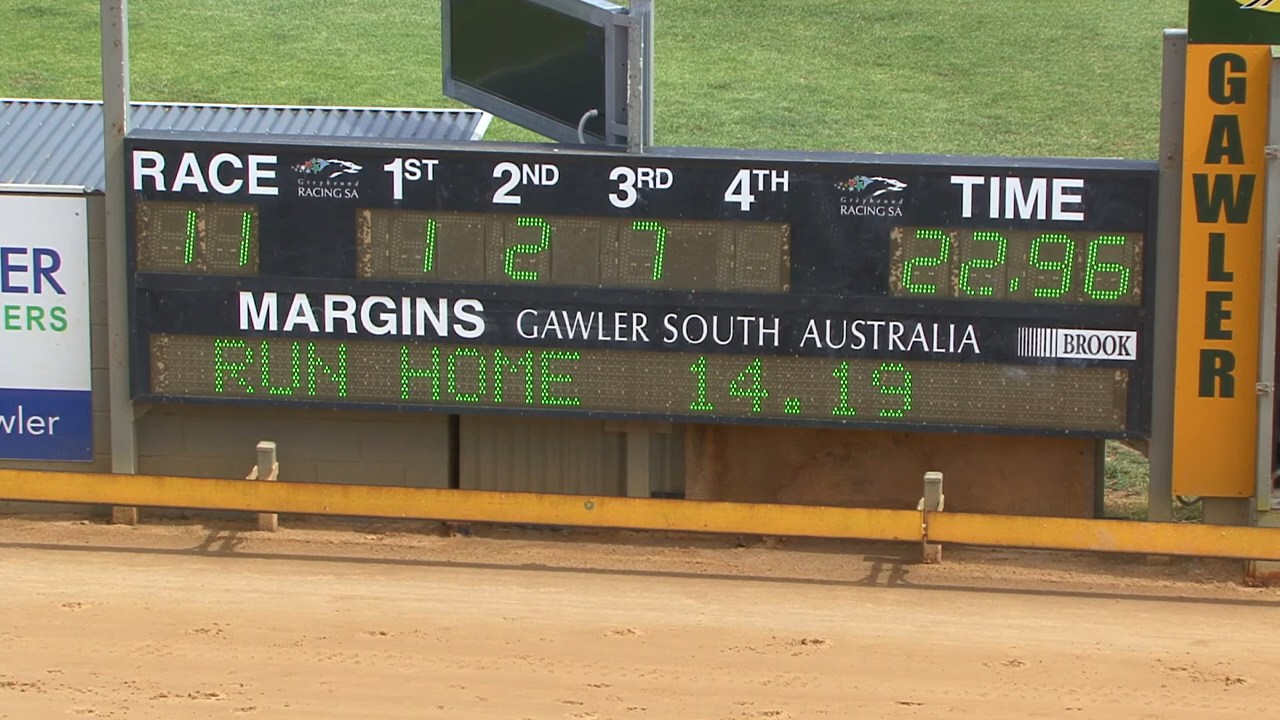 RACE
Greyhound
RACING SA
1ST 2ND 3RD 4TH
Greyhound
RACING SA
TIME
11 1 2 7 22.96
MARGINS GAWLER SOUTH AUSTRALIA BROOK
RUN HOME 14.19
ER
ERS
wler
GAWLER